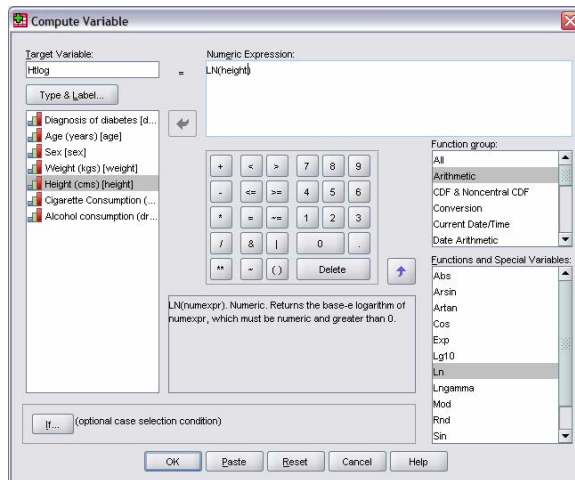 Compute Variable
Target Variable:
Htlog
=
Numeric Expression:
LN(height)
Type & Label...
Diagnosis of diabetes [d...
Age (years) [age]
Sex [sex]
Weight (kgs) [weight]
Height (cms) [height]
Cigarette Consumption (...
Alcohol consumption (dr...
+ < > 7 8 9
- <= >= 4 5 6
* = ~= 1 2 3
/ & | 0 .
** ~ ( ) Delete
Function group:
All
Arithmetic
CDF & Noncentral CDF
Conversion
Current Date/Time
Date Arithmetic
Functions and Special Variables:
Abs
Arsin
Artan
Cos
Exp
Lg10
Ln
Lngamma
Mod
Rnd
Sin
LN(numexpr). Numeric. Returns the base-e logarithm of
numexpr, which must be numeric and greater than 0.
If... (optional case selection condition)
OK Paste Reset Cancel Help